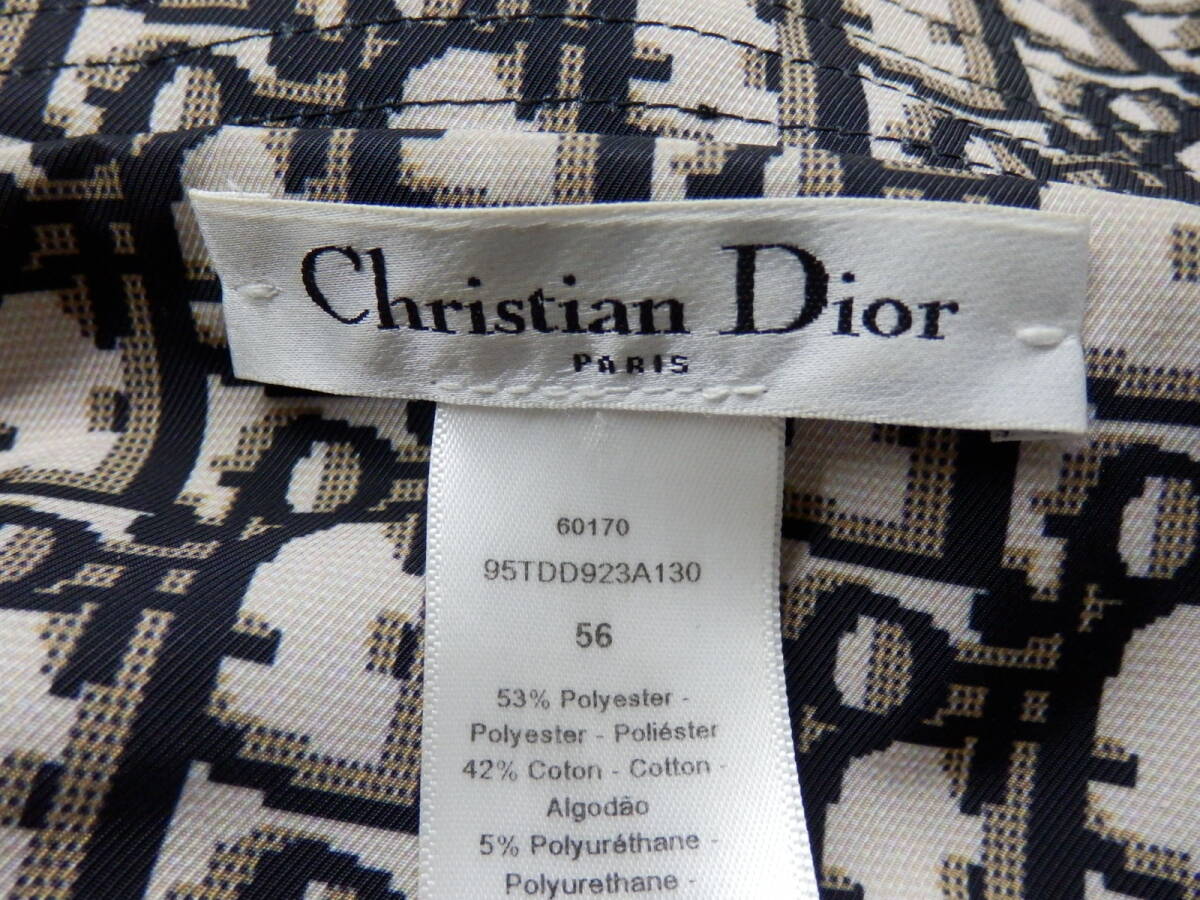 Christian Dior
PARIS
60170
95TDD923A130
56
53% Polyester -
Polyester - Poliéster
42% Coton - Cotton -
Algodão
5% Polyuréthane -
Polyurethane -